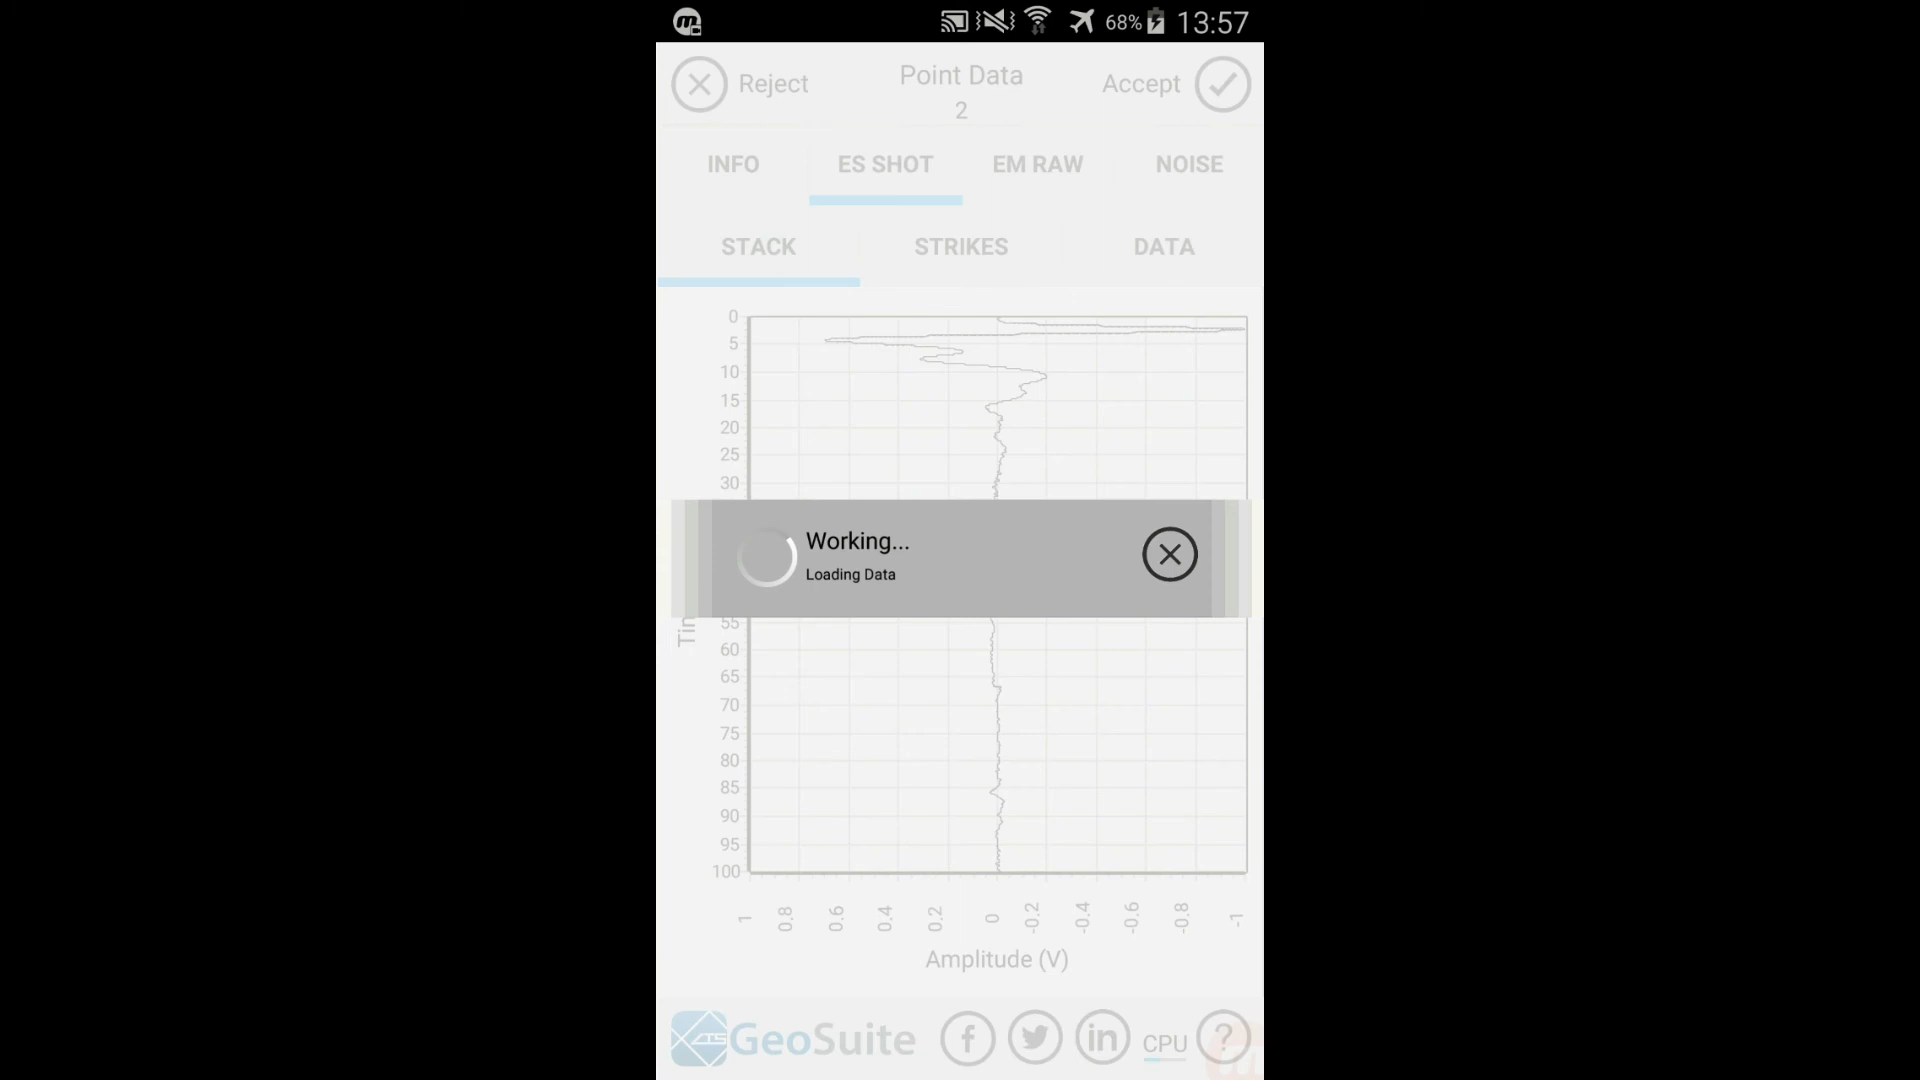 68% 13:57
Reject Point Data Accept
2
INFO ES SHOT EM RAW NOISE
STACK STRIKES DATA
0
5
10
15
20
25
30
Working...
Loading Data
55
60
65
70
75
80
85
90
95
100
1 0.8 0.6 0.4 0.2 0 -0.2 -0.4 -0.6 -0.8 -1
Amplitude (V)
GeoSuite CPU ?